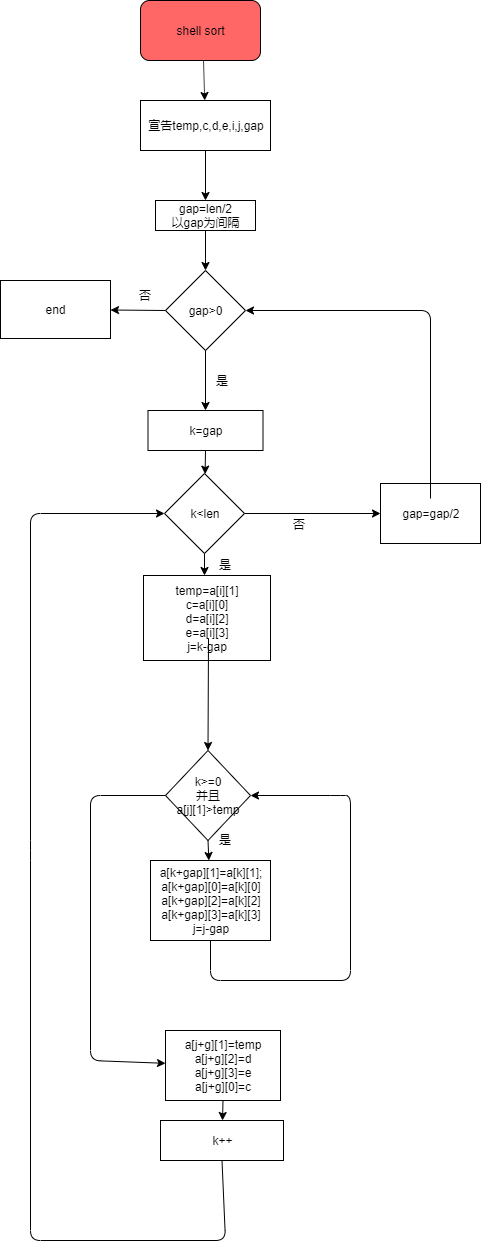 shell sort
宣告temp,c,d,e,i,j,gap
gap=len/2
以gap为间隔
否
end
gap>0
是
k=gap
k<len
否
gap=gap/2
是
temp=a[i][1]
c=a[i][0]
d=a[i][2]
e=a[i][3]
j=k-gap
k>=0
并且
a[j][1]>temp
是
a[k+gap][1]=a[k][1];
a[k+gap][0]=a[k][0]
a[k+gap][2]=a[k][2]
a[k+gap][3]=a[k][3]
j=j-gap
a[j+g][1]=temp
a[j+g][2]=d
a[j+g][3]=e
a[j+g][0]=c
k++